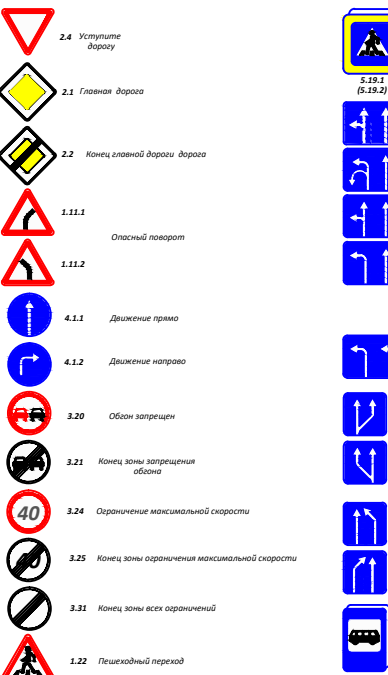 2.4 Уступите
дорогу
2.1 Главная дорога
2.2 Конец главной дороги дорога
1.11.1
Опасный поворот
1.11.2
4.1.1 Движение прямо
4.1.2 Движение направо
3.20 Обгон запрещен
3.21 Конец зоны запрещения
обгона
40
3.24 Ограничение максимальной скорости
40
3.25 Конец зоны ограничения максимальной скорости
3.31 Конец зоны всех ограничений
1.22 Пешеходный переход
5.19.1
(5.19.2)